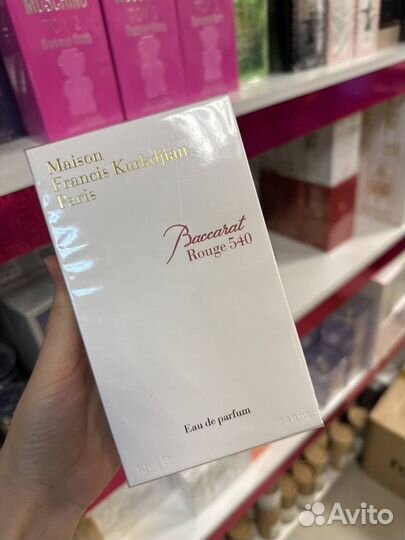 MOSCHINO
TOY 2
Maison
Francis Kurkdjian
Paris
Baccarat
Rouge 540
Eau de parfum
Avito